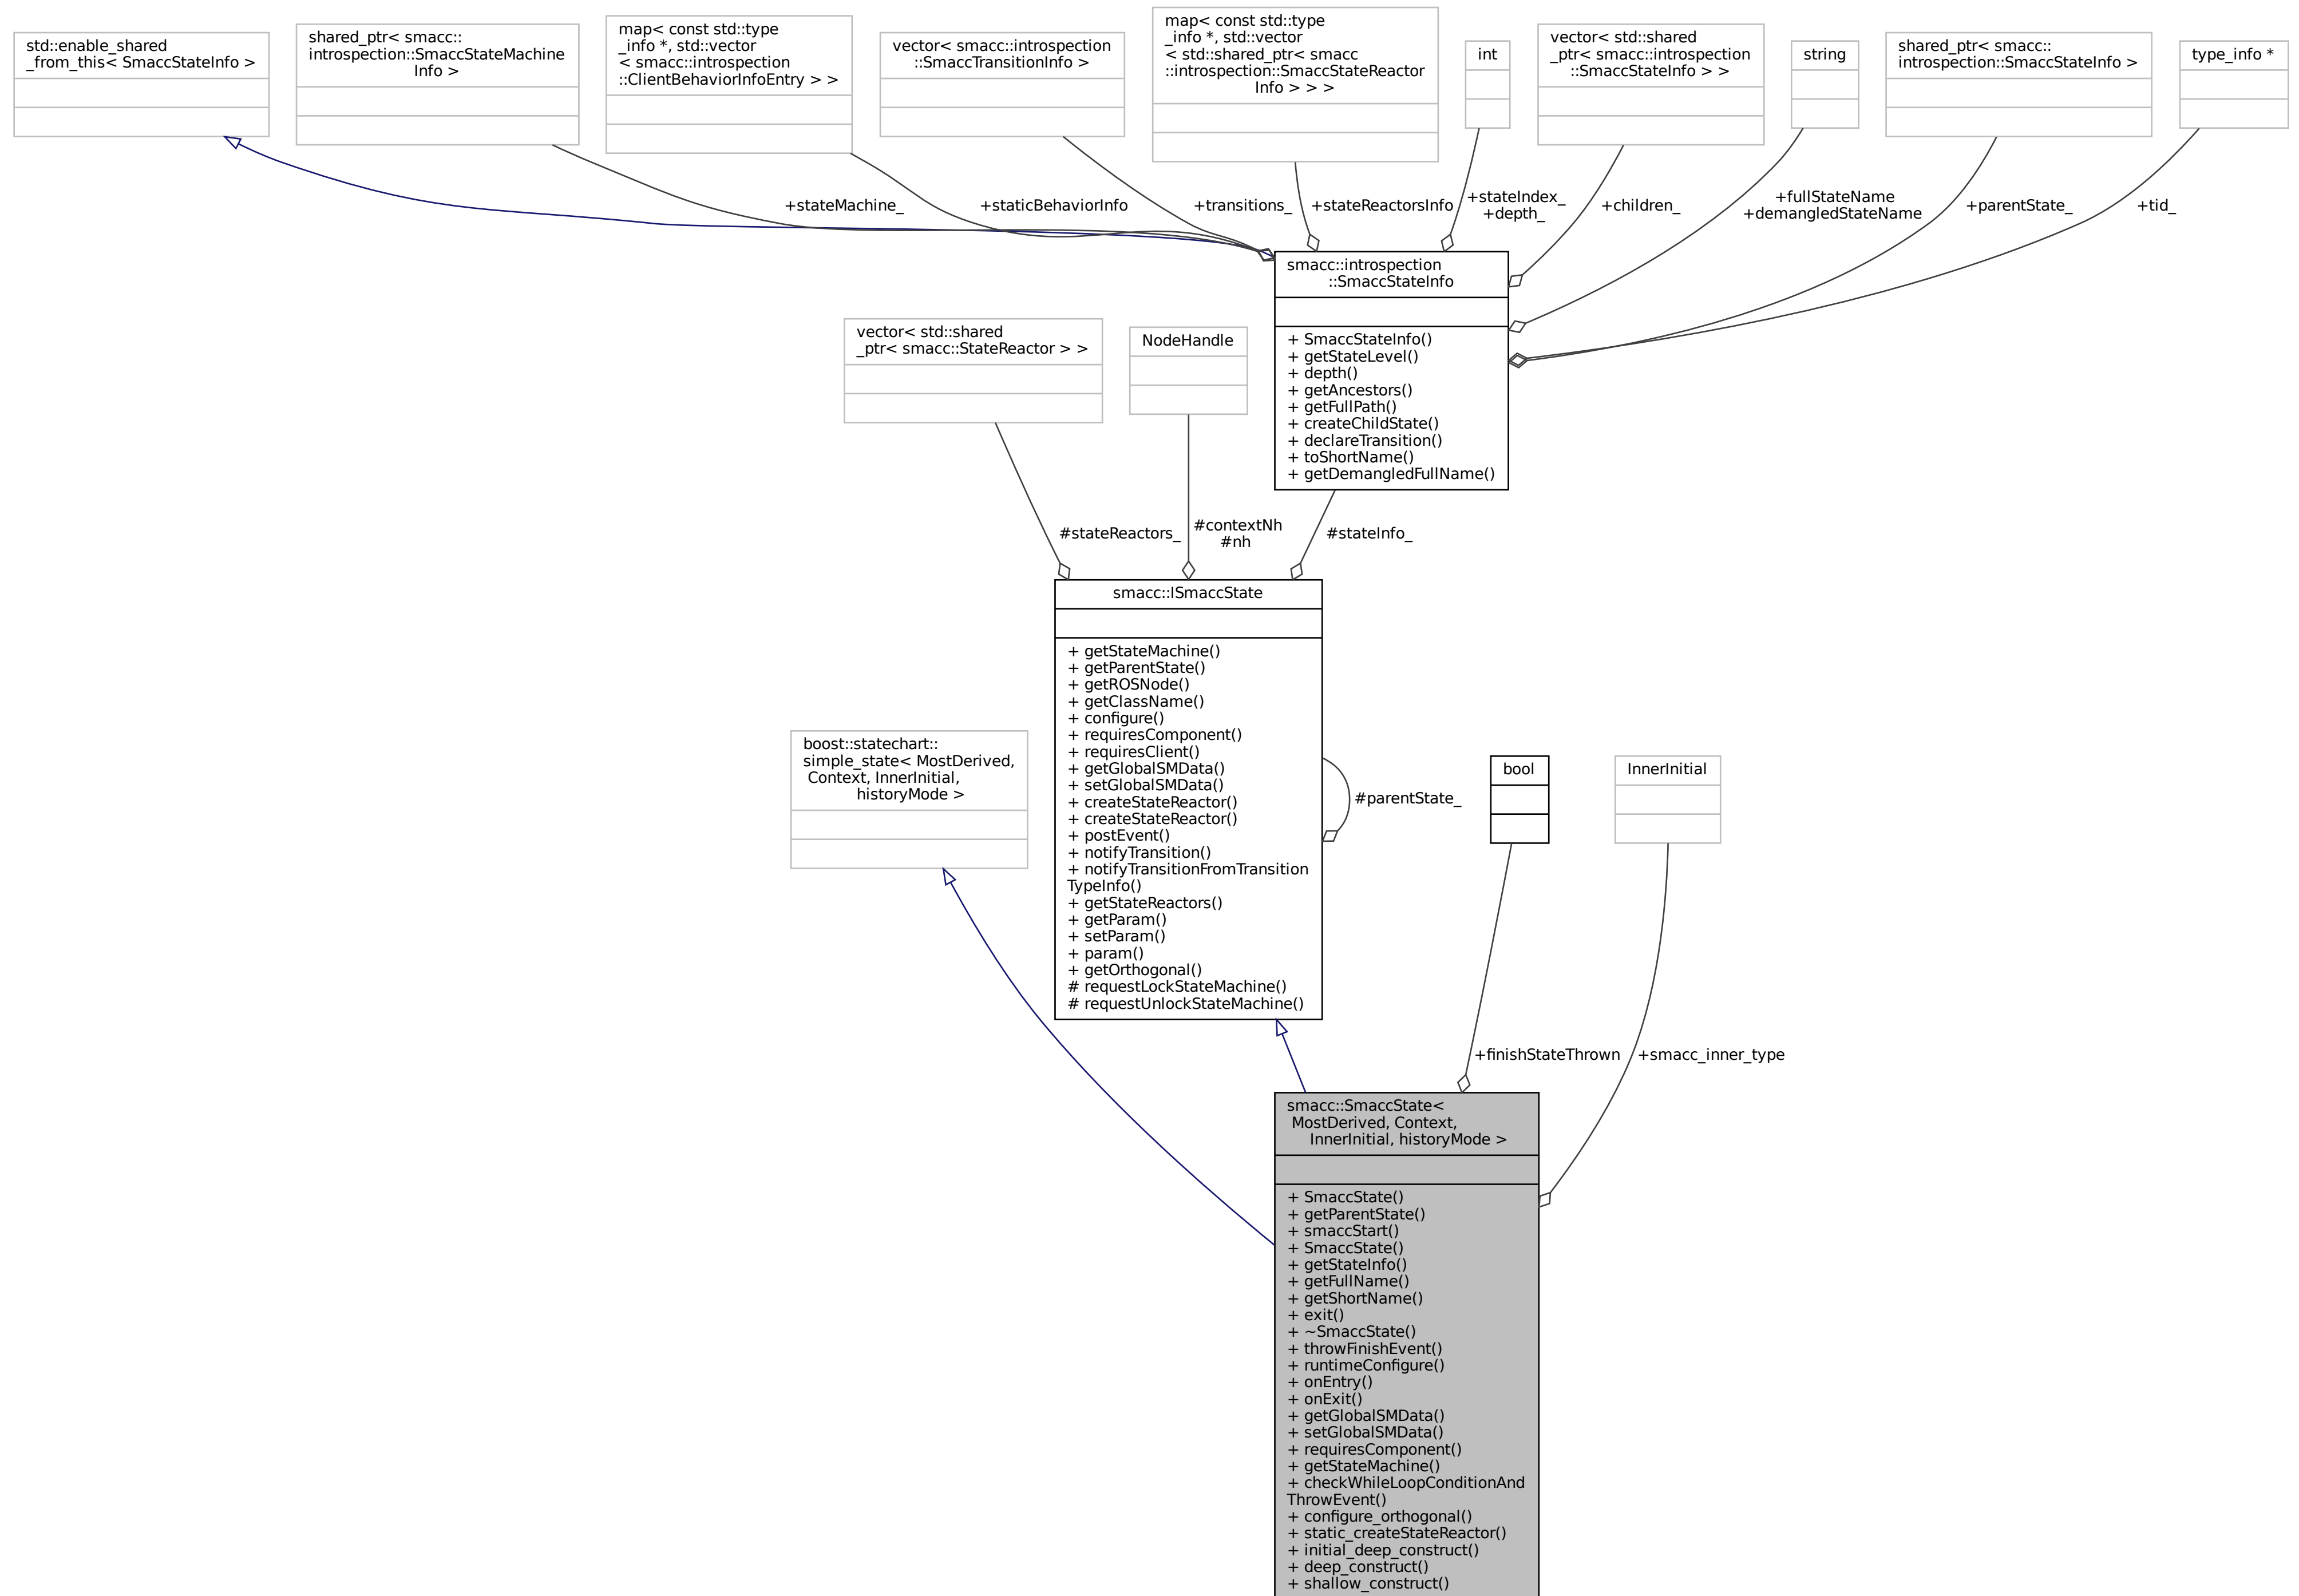 std::enable_shared
_from_this< SmaccStateInfo >
shared_ptr< smacc::
introspection::SmaccStateMachine
Info >
map< const std::type
_info *, std::vector
< smacc::introspection
::ClientBehaviorInfoEntry > >
vector< smacc::introspection
::SmaccTransitionInfo >
map< const std::type
_info *, std::vector
< std::shared_ptr< smacc
::introspection::SmaccStateReactor
Info > > >
int
vector< std::shared
_ptr< smacc::introspection
::SmaccStateInfo > >
string
shared_ptr< smacc::
introspection::SmaccStateInfo >
type_info *
+stateMachine_
+staticBehaviorInfo
+transitions_
+stateReactorsInfo
+stateIndex_
+depth_
+children_
+fullStateName
+demangledStateName
+parentState_
+tid_
smacc::introspection
::SmaccStateInfo
+ SmaccStateInfo()
+ getStateLevel()
+ depth()
+ getAncestors()
+ getFullPath()
+ createChildState()
+ declareTransition()
+ toShortName()
+ getDemangledFullName()
vector< std::shared
_ptr< smacc::StateReactor > >
NodeHandle
#stateReactors_
#contextNh
#nh
#stateInfo_
smacc::ISmaccState
+ getStateMachine()
+ getParentState()
+ getROSNode()
+ getClassName()
+ configure()
+ requiresComponent()
+ requiresClient()
+ getGlobalSMData()
+ setGlobalSMData()
+ createStateReactor()
+ createStateReactor()
+ postEvent()
+ notifyTransition()
+ notifyTransitionFromTransition
TypeInfo()
+ getStateReactors()
+ getParam()
+ setParam()
+ param()
+ getOrthogonal()
# requestLockStateMachine()
# requestUnlockStateMachine()
#parentState_
boost::statechart::
simple_state< MostDerived,
Context, InnerInitial,
historyMode >
bool
InnerInitial
+finishStateThrown
+smacc_inner_type
smacc::SmaccState<
MostDerived, Context,
InnerInitial, historyMode >
+ SmaccState()
+ getParentState()
+ smaccStart()
+ SmaccState()
+ getStateInfo()
+ getFullName()
+ getShortName()
+ exit()
+ ~SmaccState()
+ throwFinishEvent()
+ runtimeConfigure()
+ onEntry()
+ onExit()
+ getGlobalSMData()
+ setGlobalSMData()
+ requiresComponent()
+ getStateMachine()
+ checkWhileLoopConditionAnd
ThrowEvent()
+ configure_orthogonal()
+ static_createStateReactor()
+ initial_deep_construct()
+ deep_construct()
+ shallow_construct()